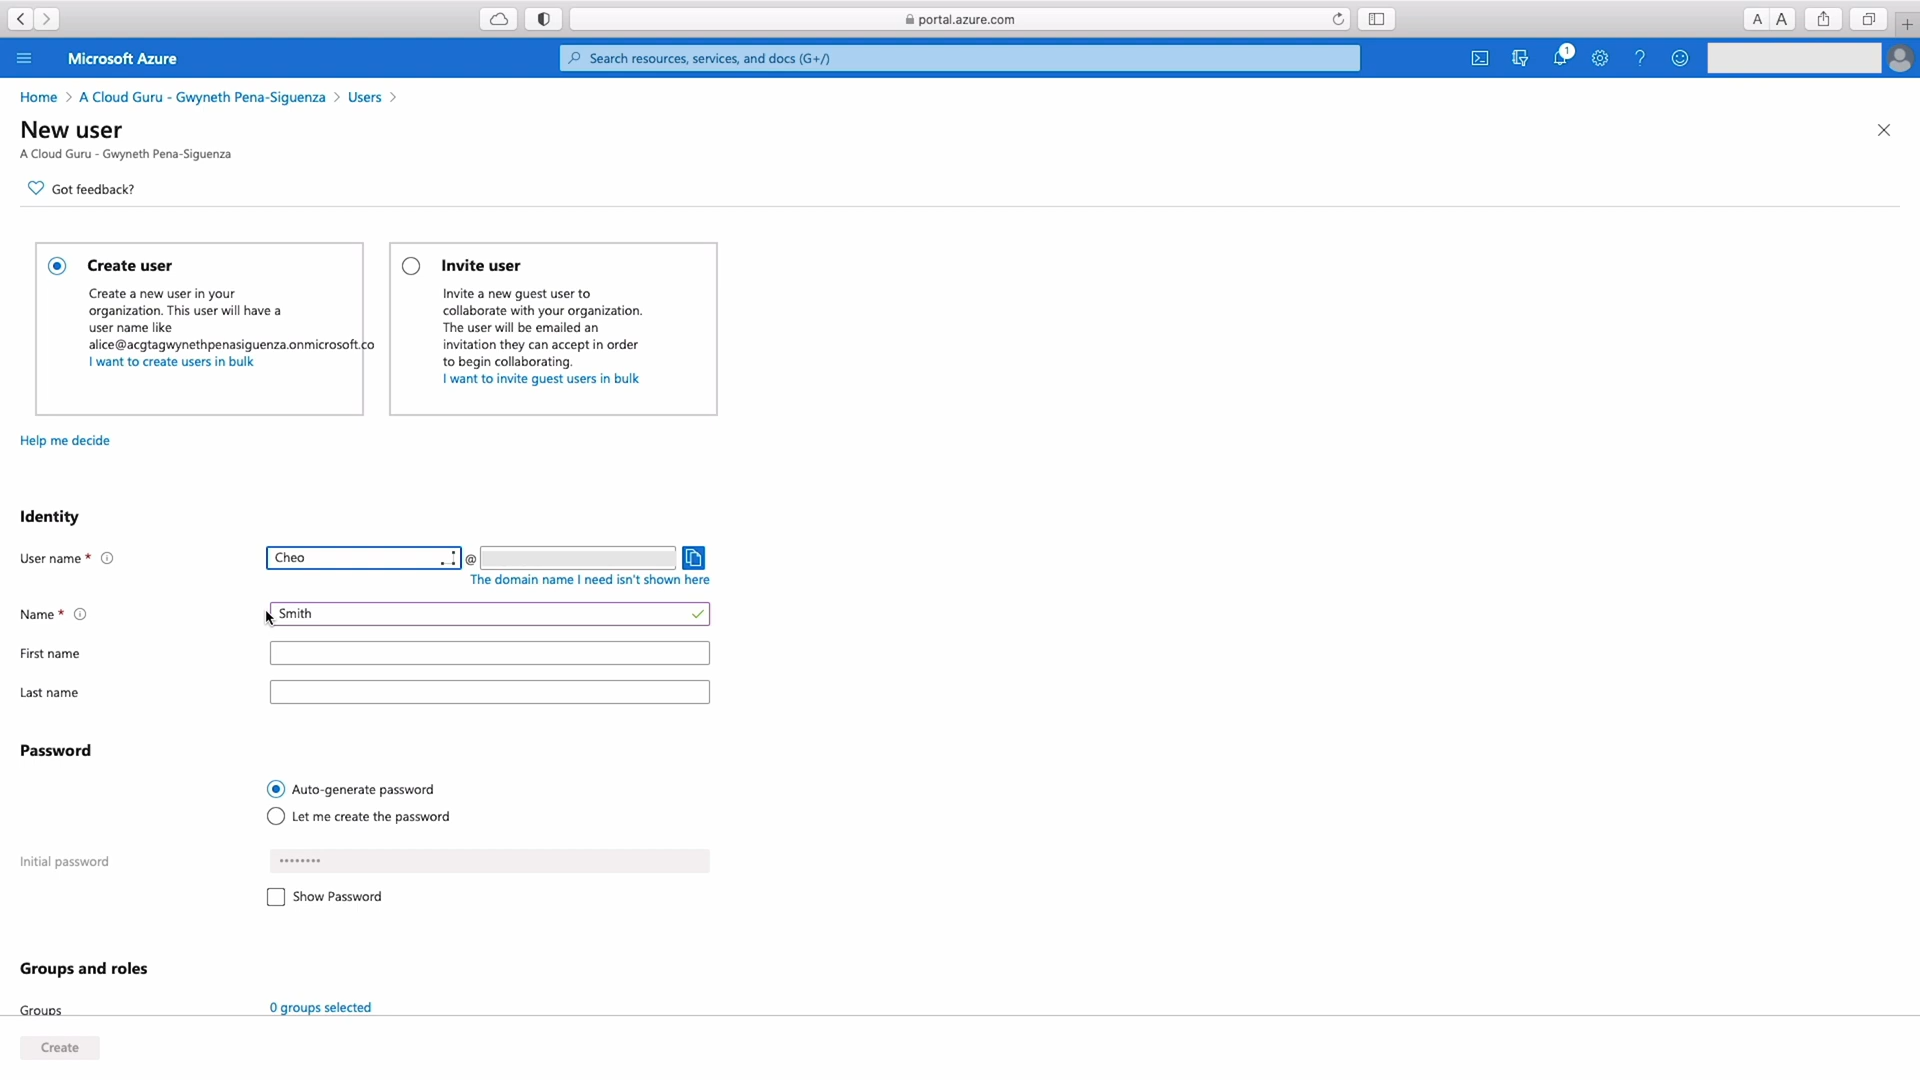 portal.azure.com
A A
Microsoft Azure
Search resources, services, and docs (G+/)
1
Home > A Cloud Guru - Gwyneth Pena-Siguenza > Users >
New user
A Cloud Guru - Gwyneth Pena-Siguenza
Got feedback?
Create user
Create a new user in your
organization. This user will have a
user name like
alice@acgtagwynethpenasiguenza.onmicrosoft.co
I want to create users in bulk
Invite user
Invite a new guest user to
collaborate with your organization.
The user will be emailed an
invitation they can accept in order
to begin collaborating.
I want to invite guest users in bulk
Help me decide
Identity
User name *
Cheo
@
The domain name I need isn't shown here
Name *
Smith
First name
Last name
Password
Auto-generate password
Let me create the password
Initial password
••••••••
Show Password
Groups and roles
Groups
0 groups selected
Create